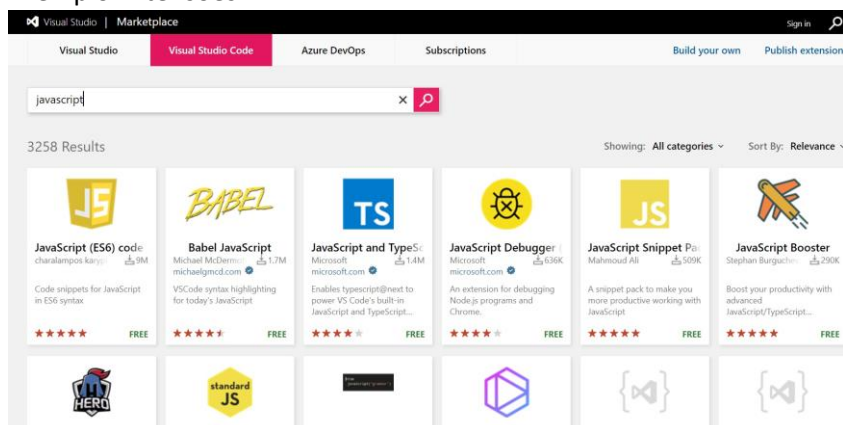 Visual Studio | Marketplace
Sign in
Visual Studio
Visual Studio Code
Azure DevOps
Subscriptions
Build your own
Publish extension
javascript
3258 Results
Showing: All categories
Sort By: Relevance
JS
BABEL
TS
JS
JavaScript (ES6) code
charalampos
9M
Code snippets for JavaScript
in ES6 syntax
FREE
Babel JavaScript
Michael
1.7M
michaelgmcd.com
VSCode syntax highlighting
for today's JavaScript
FREE
JavaScript and TypeSc
Microsoft
1.4M
microsoft.com
Enables typescript@next to
power VS Code's built-in
JavaScript and TypeScript...
FREE
JavaScript Debugger
Microsoft
636K
microsoft.com
An extension for debugging
Node.js programs and
Chrome.
FREE
JavaScript Snippet Pa
Mahmoud Ali
509K
A snippet pack to make you
more productive working with
JavaScript
FREE
JavaScript Booster
Stephan
290K
Boost your productivity with
advanced
JavaScript/TypeScript...
FREE
HERO
standard
JS